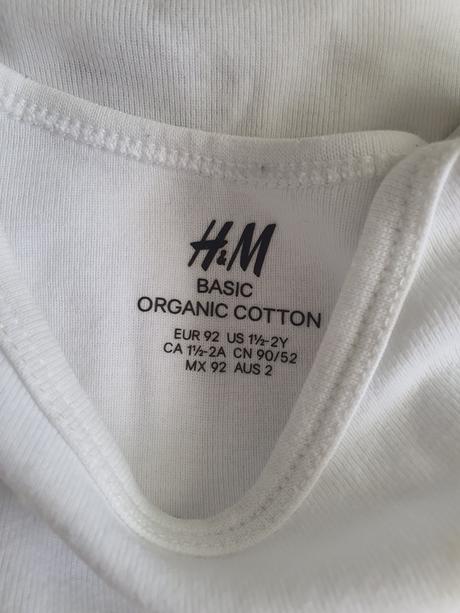 H&M
BASIC
ORGANIC COTTON
EUR 92 US 1½-2Y
CA 1½-2A CN 90/52
MX 92 AUS 2